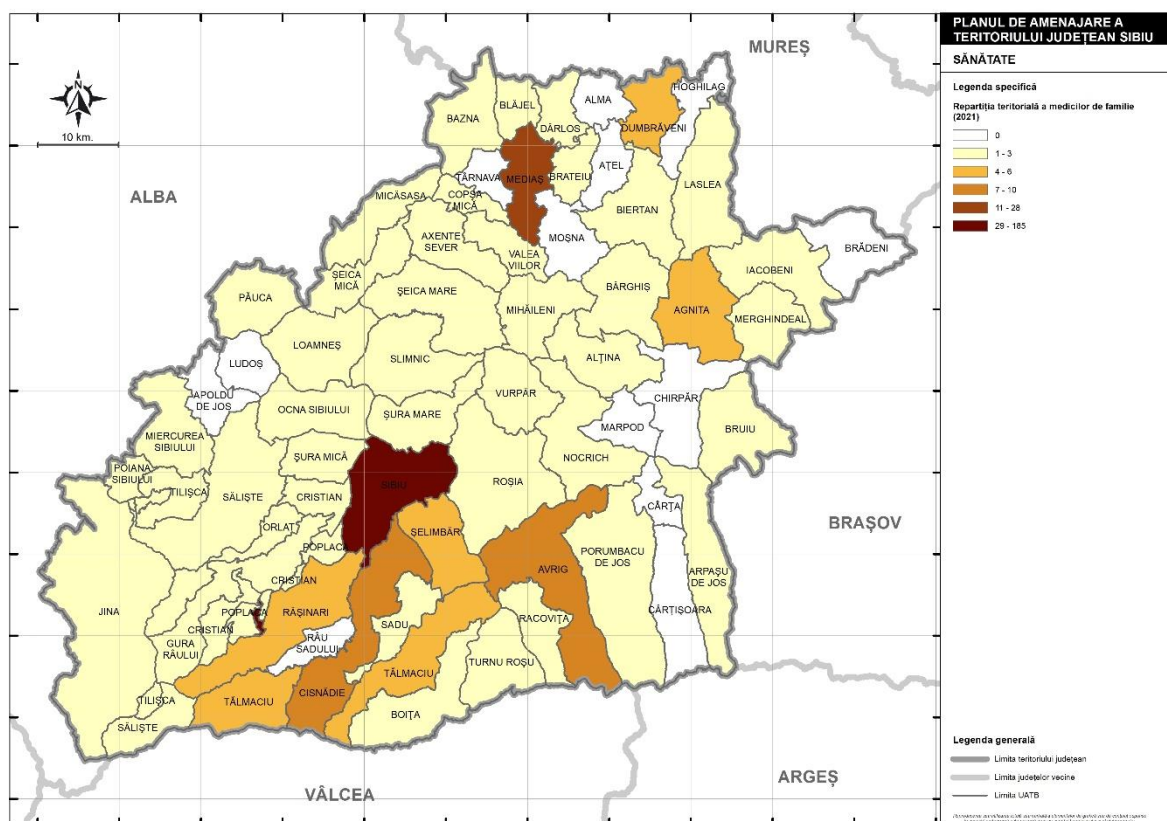 PLANUL DE AMENAJARE A
TERITORIULUI JUDEȚEAN SIBIU
SĂNĂTATE
Legenda specifică
Repartiția teritorială a medicilor de familie
(2021)
0
1 - 3
4 - 6
7 - 10
11 - 28
29 - 185
Legenda generală
Limita teritoriului județean
Limita județelor vecine
Limita UATB
N
10 km.
MUREȘ
ALBA
BRAȘOV
ARGEȘ
VÂLCEA
HOGHILAG
ALMA
BLĂJEL
BAZNA
DÂRLOS
DUMBRĂVENI
AȚEL
TÂRNAVA
MEDIAȘ
BRATEIU
LASLEA
MICĂSASA
COPȘA
MICĂ
BIERTAN
AXENTE
SEVER
MOȘNA
BRĂDENI
VALEA
VIILOR
IACOBENI
ȘEICA
MICĂ
ȘEICA MARE
BÂRGHIȘ
PĂUCA
MIHĂILENI
AGNITA
MERGHINDEAL
LOAMNEȘ
SLIMNIC
ALȚINA
LUDOȘ
APOLDU
DE JOS
VURPĂR
CHIRPĂR
OCNA SIBIULUI
ȘURA MARE
MARPOD
BRUIU
MIERCUREA
SIBIULUI
ȘURA MICĂ
NOCRICH
POIANA
SIBIULUI
TILIȘCA
SĂLIȘTE
CRISTIAN
SIBIU
ROȘIA
CÂRȚA
ORLAT
ȘELIMBĂR
POPLACA
PORUMBACU
DE JOS
AVRIG
ARPAȘU
DE JOS
CRISTIAN
JINA
POPLACA
RĂȘINARI
CÂRȚIȘOARA
CRISTIAN
SADU
RACOVIȚA
GURA
RÂULUI
RÂU
SADULUI
TURNU ROȘU
TĂLMACIU
TILIȘCA
TĂLMACIU
CISNĂDIE
BOIȚA
SĂLIȘTE